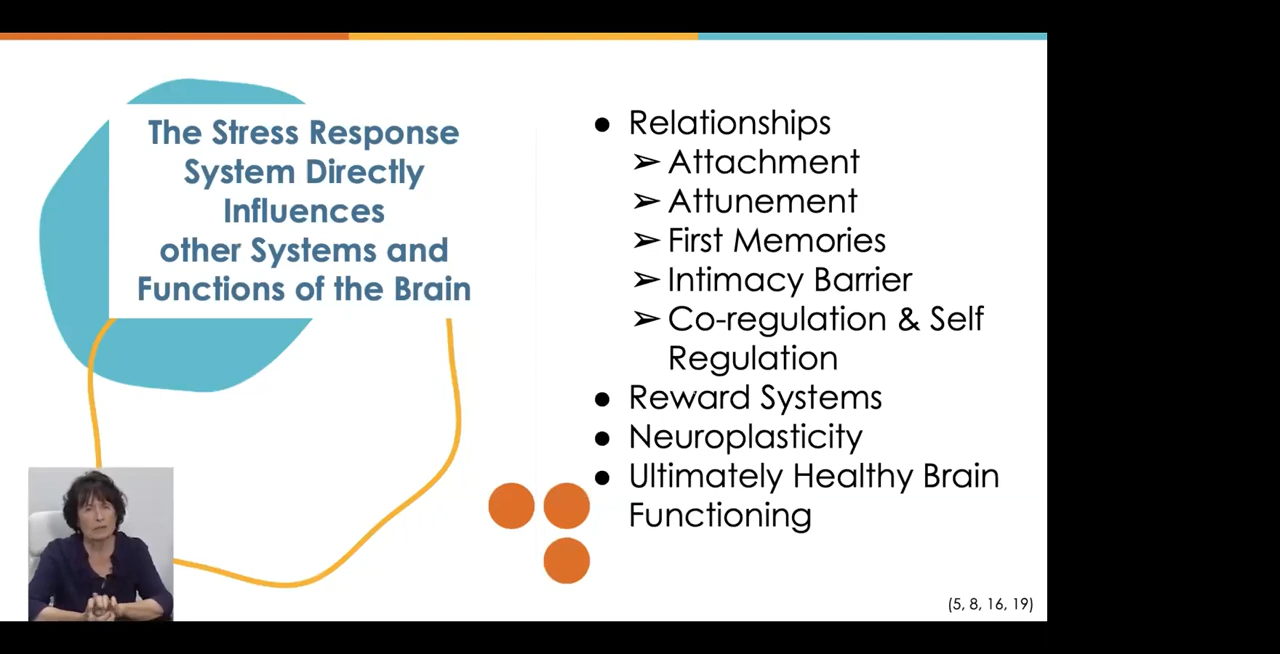 The Stress Response
System Directly
Influences
other Systems and
Functions of the Brain
● Relationships
➢ Attachment
➢ Attunement
➢ First Memories
➢ Intimacy Barrier
➢ Co-regulation & Self
Regulation
● Reward Systems
● Neuroplasticity
● Ultimately Healthy Brain
Functioning
(5, 8, 16, 19)